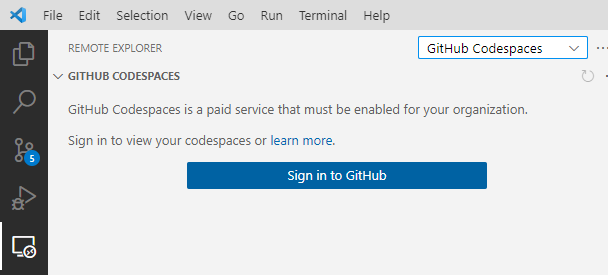 File Edit Selection View Go Run Terminal Help
REMOTE EXPLORER GitHub Codespaces
GITHUB CODESPACES
GitHub Codespaces is a paid service that must be enabled for your organization.
Sign in to view your codespaces or learn more.
5
Sign in to GitHub